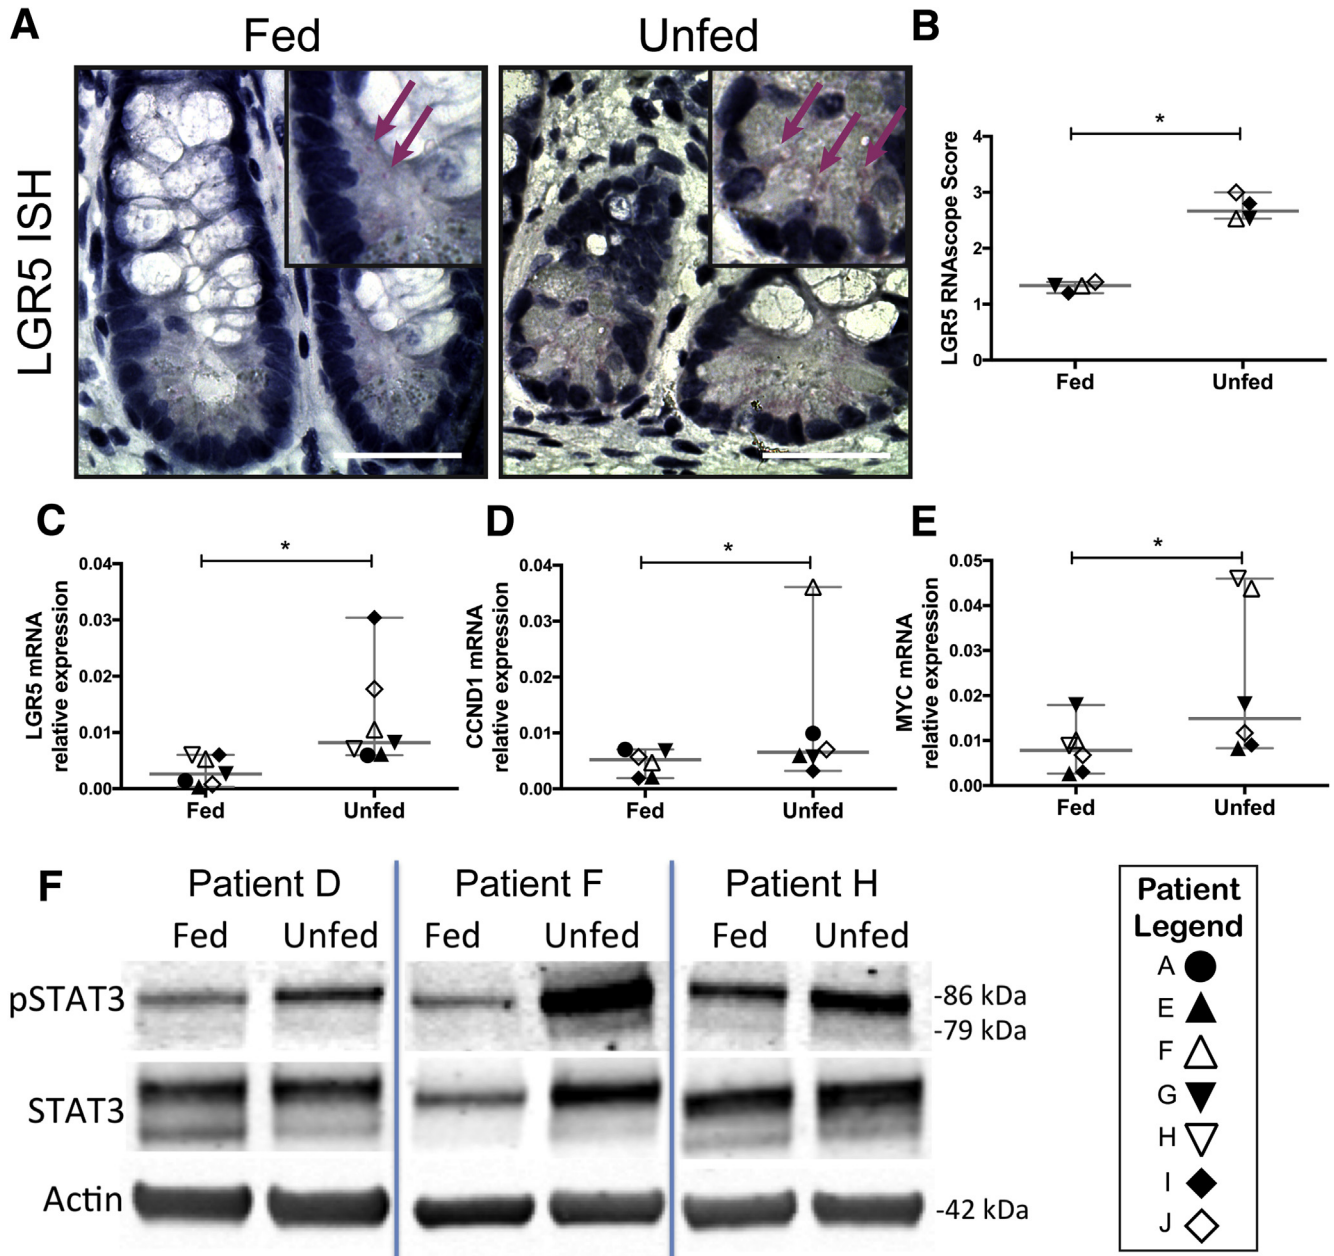 A
Fed
Unfed
LGR5 ISH
B
LGR5 RNAscope Score
4
3
2
1
0
*
Fed
Unfed
C
LGR5 mRNA
relative expression
0.04
0.03
0.02
0.01
0.00
*
Fed
Unfed
D
CCND1 mRNA
relative expression
0.04
0.03
0.02
0.01
0.00
*
Fed
Unfed
E
MYC mRNA
relative expression
0.05
0.04
0.03
0.02
0.01
0.00
*
Fed
Unfed
F
Patient D
Patient F
Patient H
Fed
Unfed
Fed
Unfed
Fed
Unfed
pSTAT3
-86 kDa
-79 kDa
STAT3
Actin
-42 kDa
Patient
Legend
A
E
F
G
H
I
J